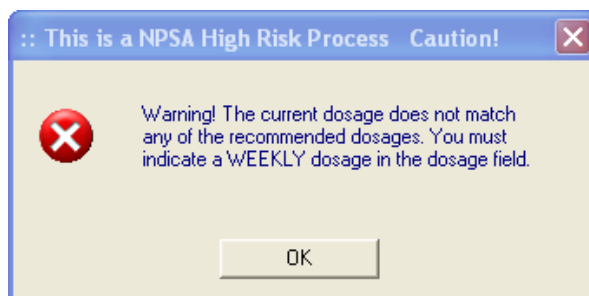 :: This is a NPSA High Risk Process Caution!
Warning! The current dosage does not match
any of the recommended dosages. You must
indicate a WEEKLY dosage in the dosage field.
OK